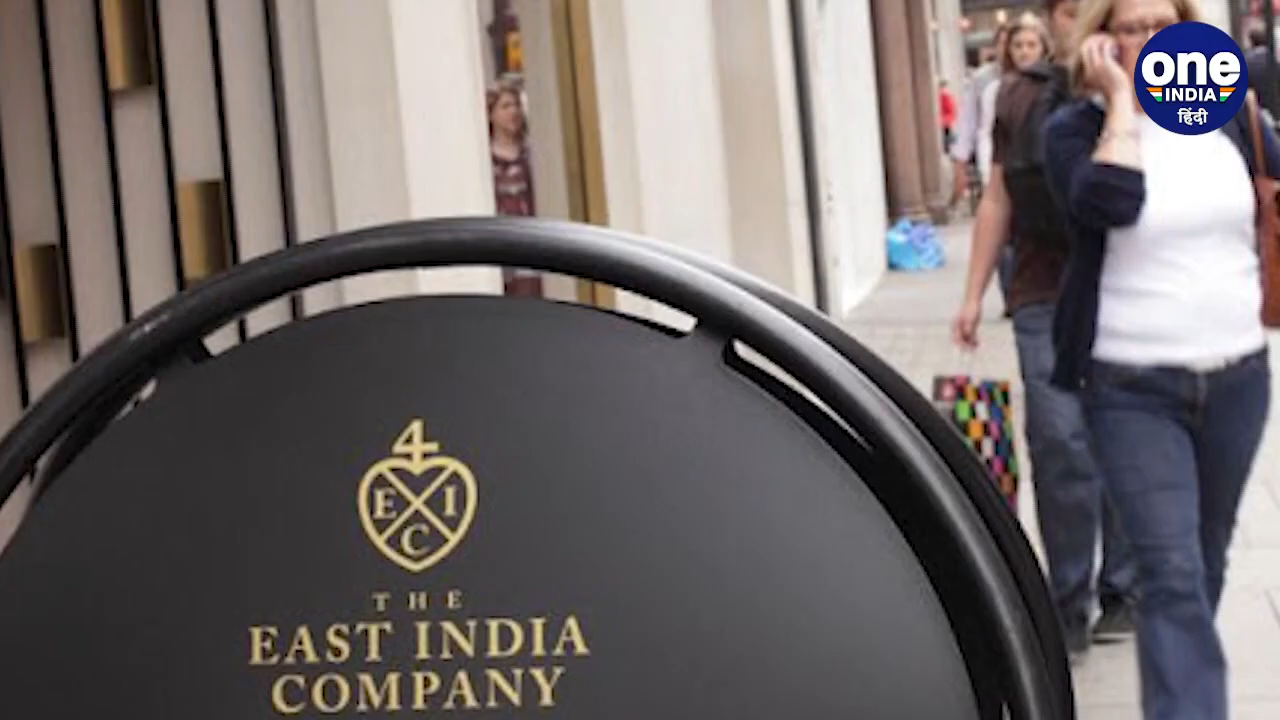 one
INDIA
हिंदी
4
E I
C
THE
EAST INDIA
COMPANY